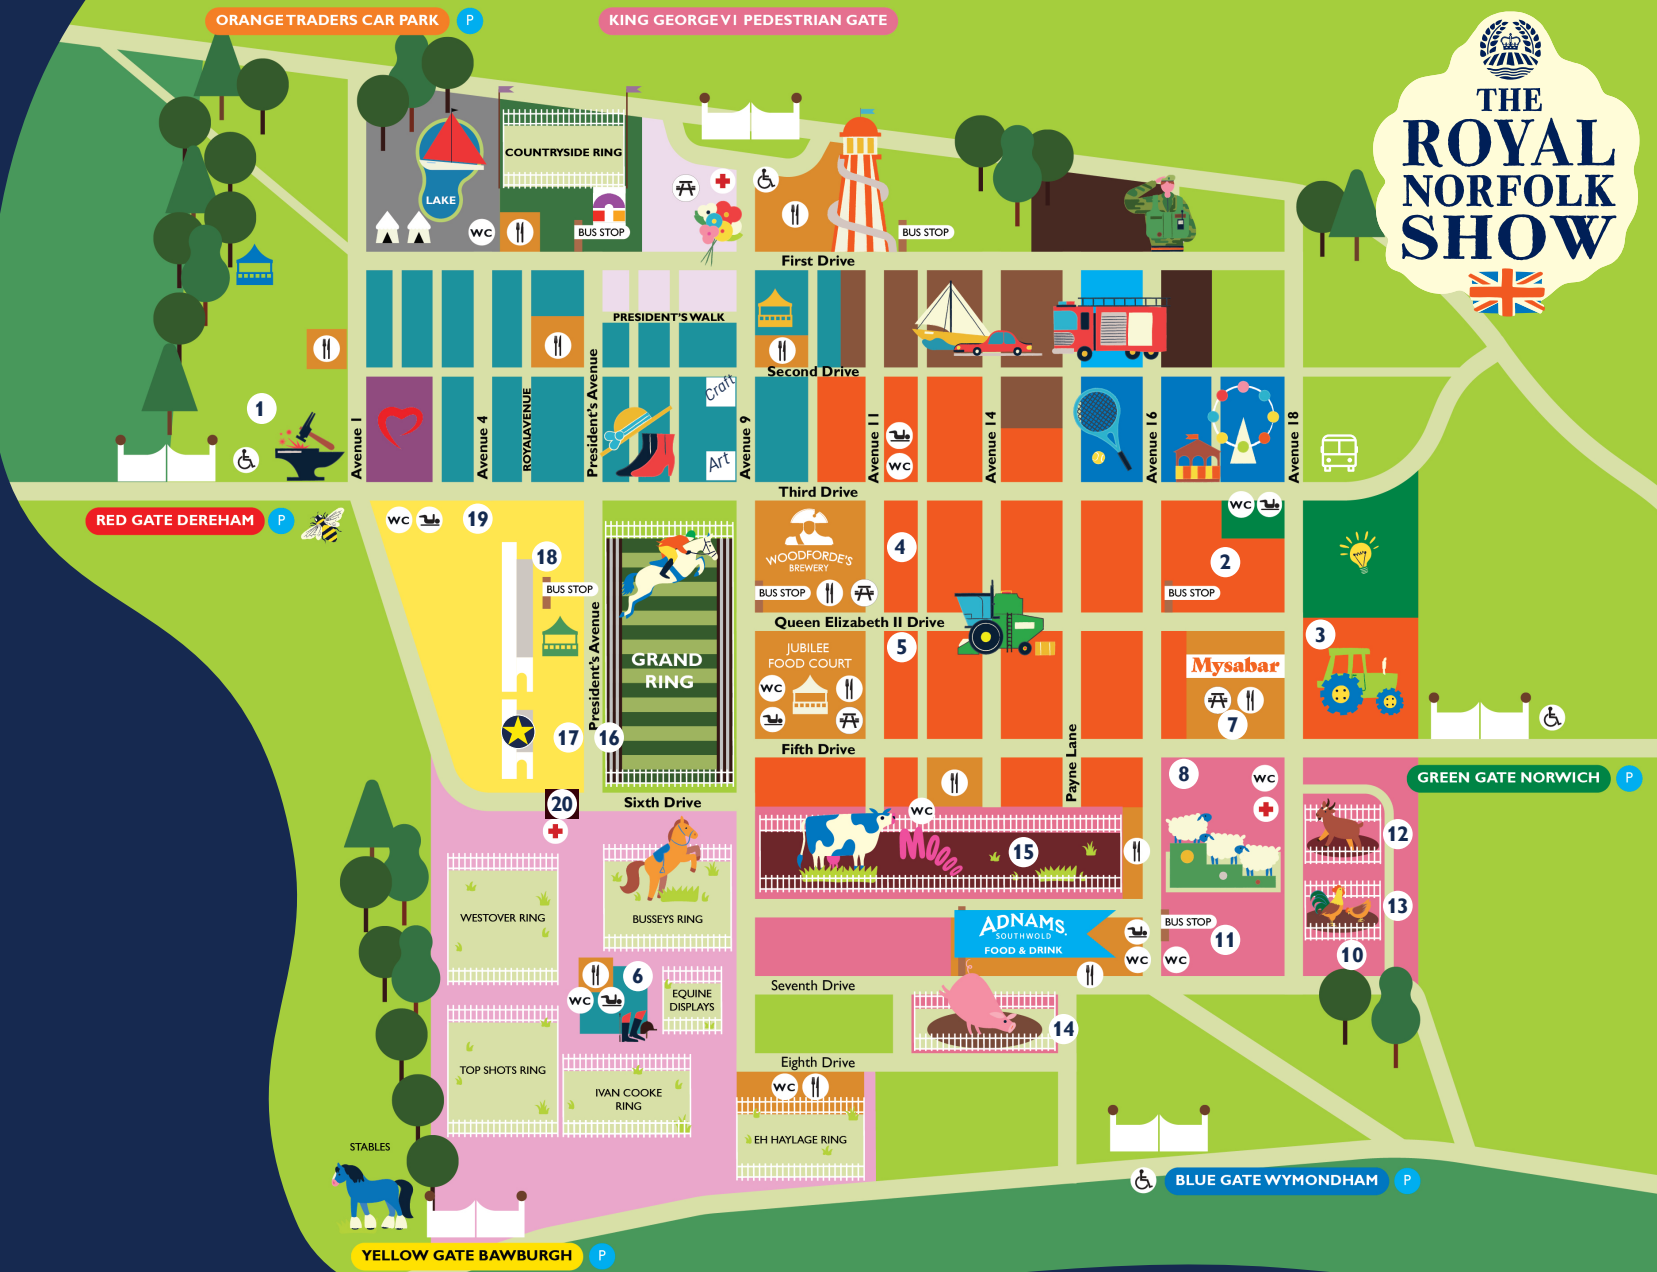 ORANGE TRADERS CAR PARK P
KING GEORGE VI PEDESTRIAN GATE
THE
ROYAL
NORFOLK
SHOW
COUNTRYSIDE RING
LAKE
WC
BUS STOP
BUS STOP
First Drive
PRESIDENT'S WALK
Second Drive
1
Avenue 1
Avenue 4
ROYAL AVENUE
President's Avenue
Craft
Art
Avenue 9
Avenue 11
WC
Avenue 14
Avenue 16
Avenue 18
Third Drive
RED GATE DEREHAM P
WC
19
18
BUS STOP
President's Avenue
GRAND
RING
17
16
WOODFORDE'S
BREWERY
BUS STOP
4
WC
2
BUS STOP
Queen Elizabeth II Drive
JUBILEE
FOOD COURT
WC
5
Mysabar
7
3
Fifth Drive
Payne Lane
GREEN GATE NORWICH P
20
Sixth Drive
8
WC
WC
Moooo
15
12
13
10
WESTOVER RING
BUSSEYS RING
ADNAMS
SOUTHWOLD
FOOD & DRINK
WC
BUS STOP
11
WC
6
WC
EQUINE
DISPLAYS
Seventh Drive
14
TOP SHOTS RING
IVAN COOKE
RING
Eighth Drive
WC
EH HAYLAGE RING
STABLES
BLUE GATE WYMONDHAM P
YELLOW GATE BAWBURGH P